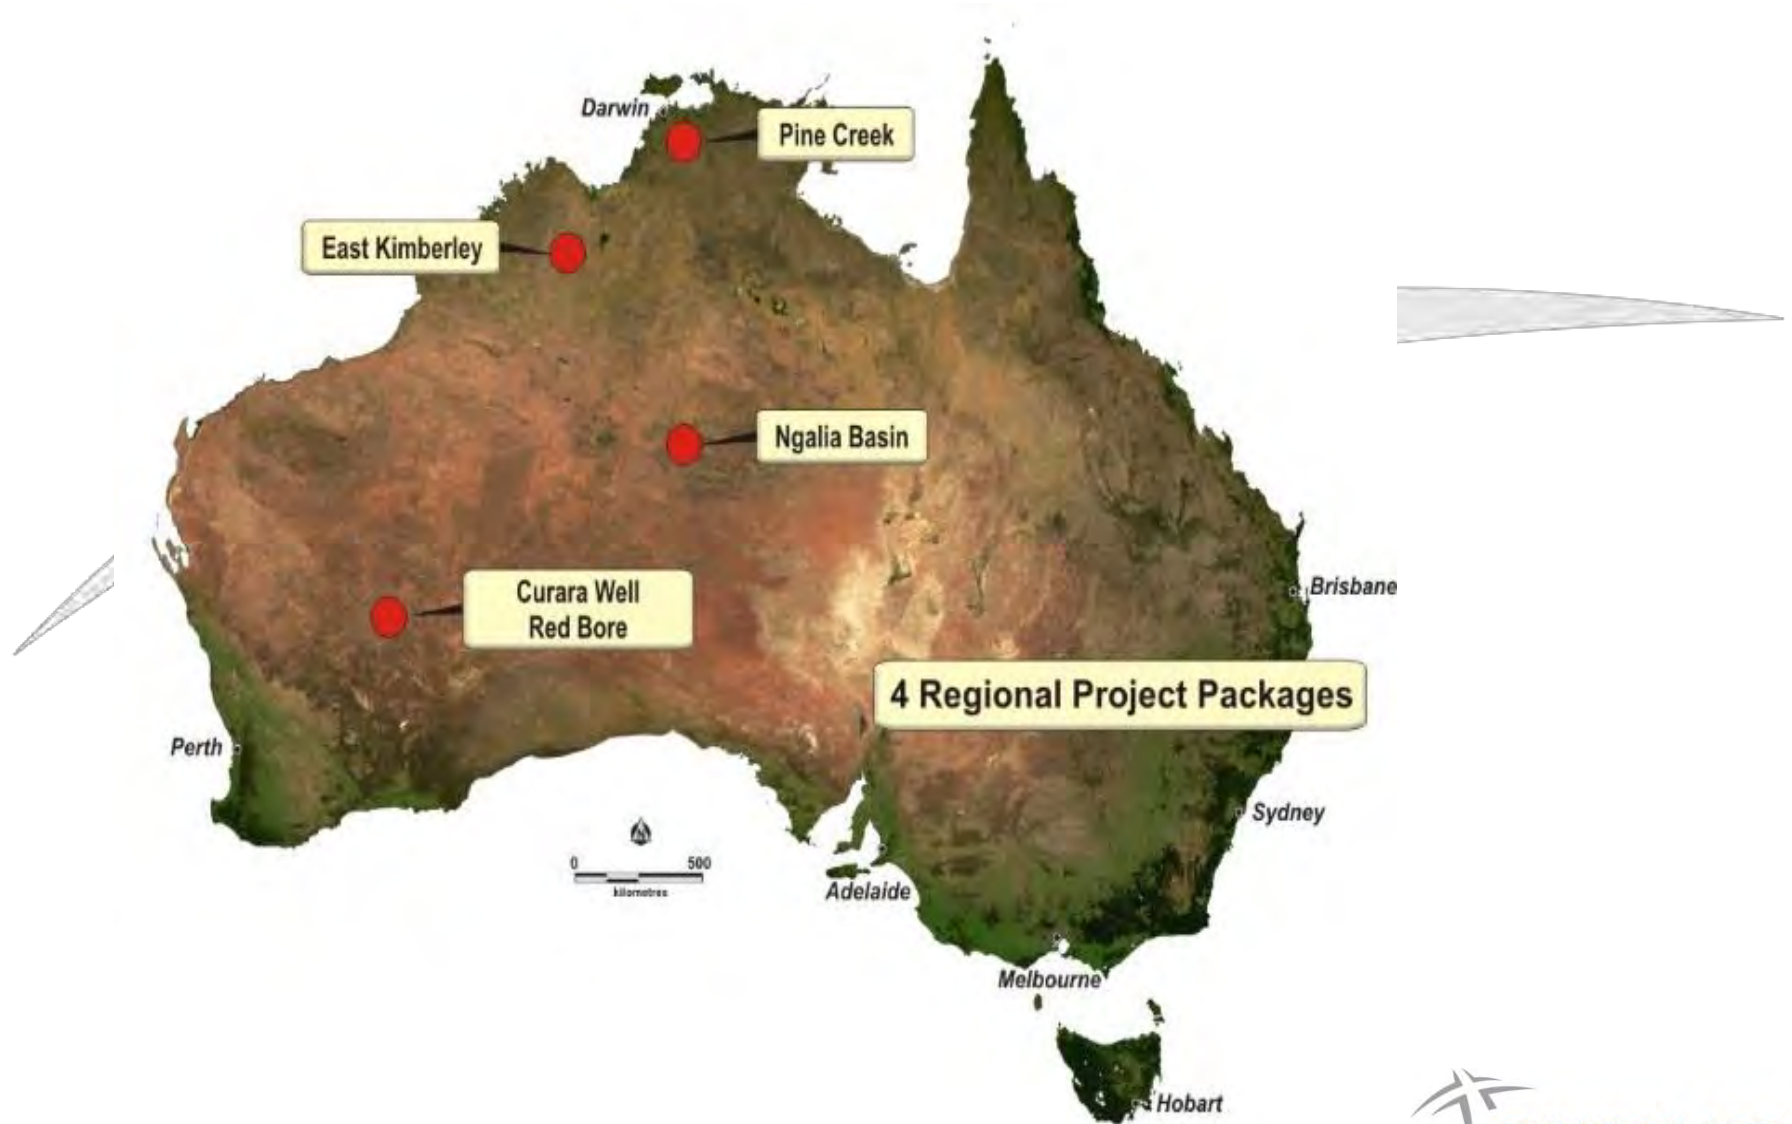 Darwin
Pine Creek
East Kimberley
Ngalia Basin
Curara Well
Red Bore
Brisbane
4 Regional Project Packages
Perth
Sydney
0 500
kilometres
Adelaide
Melbourne
Hobart